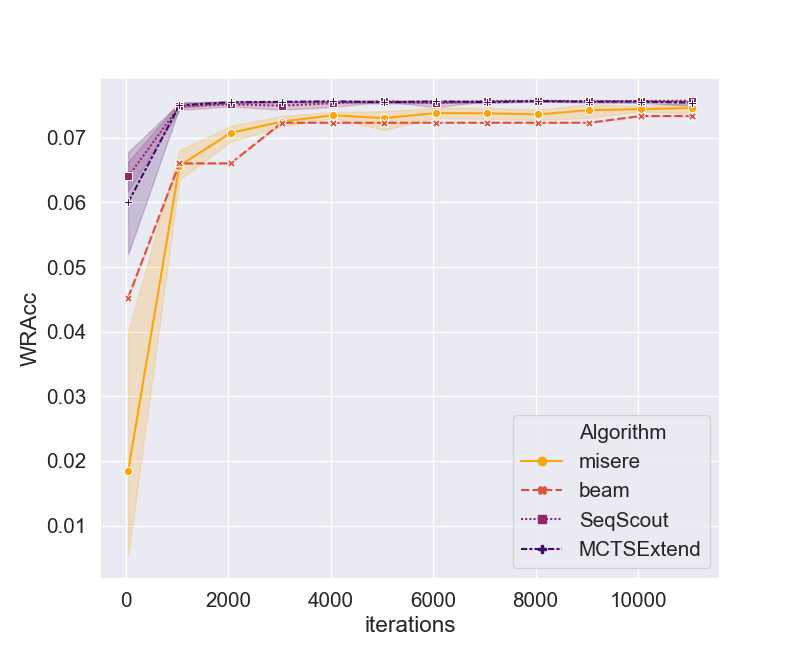 WRAcc
0.07
0.06
0.05
0.04
0.03
0.02
0.01
Algorithm
misere
beam
SeqScout
MCTSExtend
0
2000
4000
6000
8000
10000
iterations